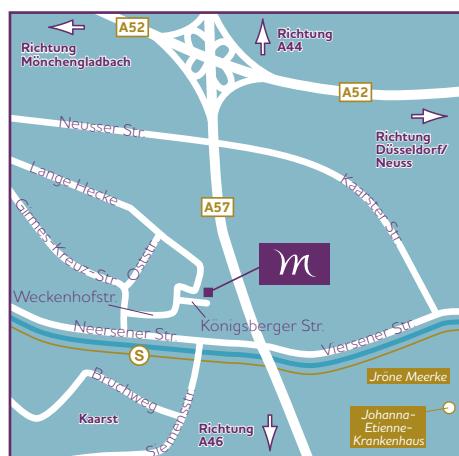 A52
Richtung
Mönchengladbach
Richtung
A44
A52
Richtung
Düsseldorf/
Neuss
Neusser Str.
Kaarster Str.
Lange Hecke
A57
Girmes-Kreuz-Str.
Oststr.
m
Weckenhofstr.
Königsberger Str.
Neersener Str.
Viersener Str.
S
Jröne Meerke
Bruchweg
Siemensstr.
Kaarst
Richtung
A46
Johanna-
Etienne-
Krankenhaus